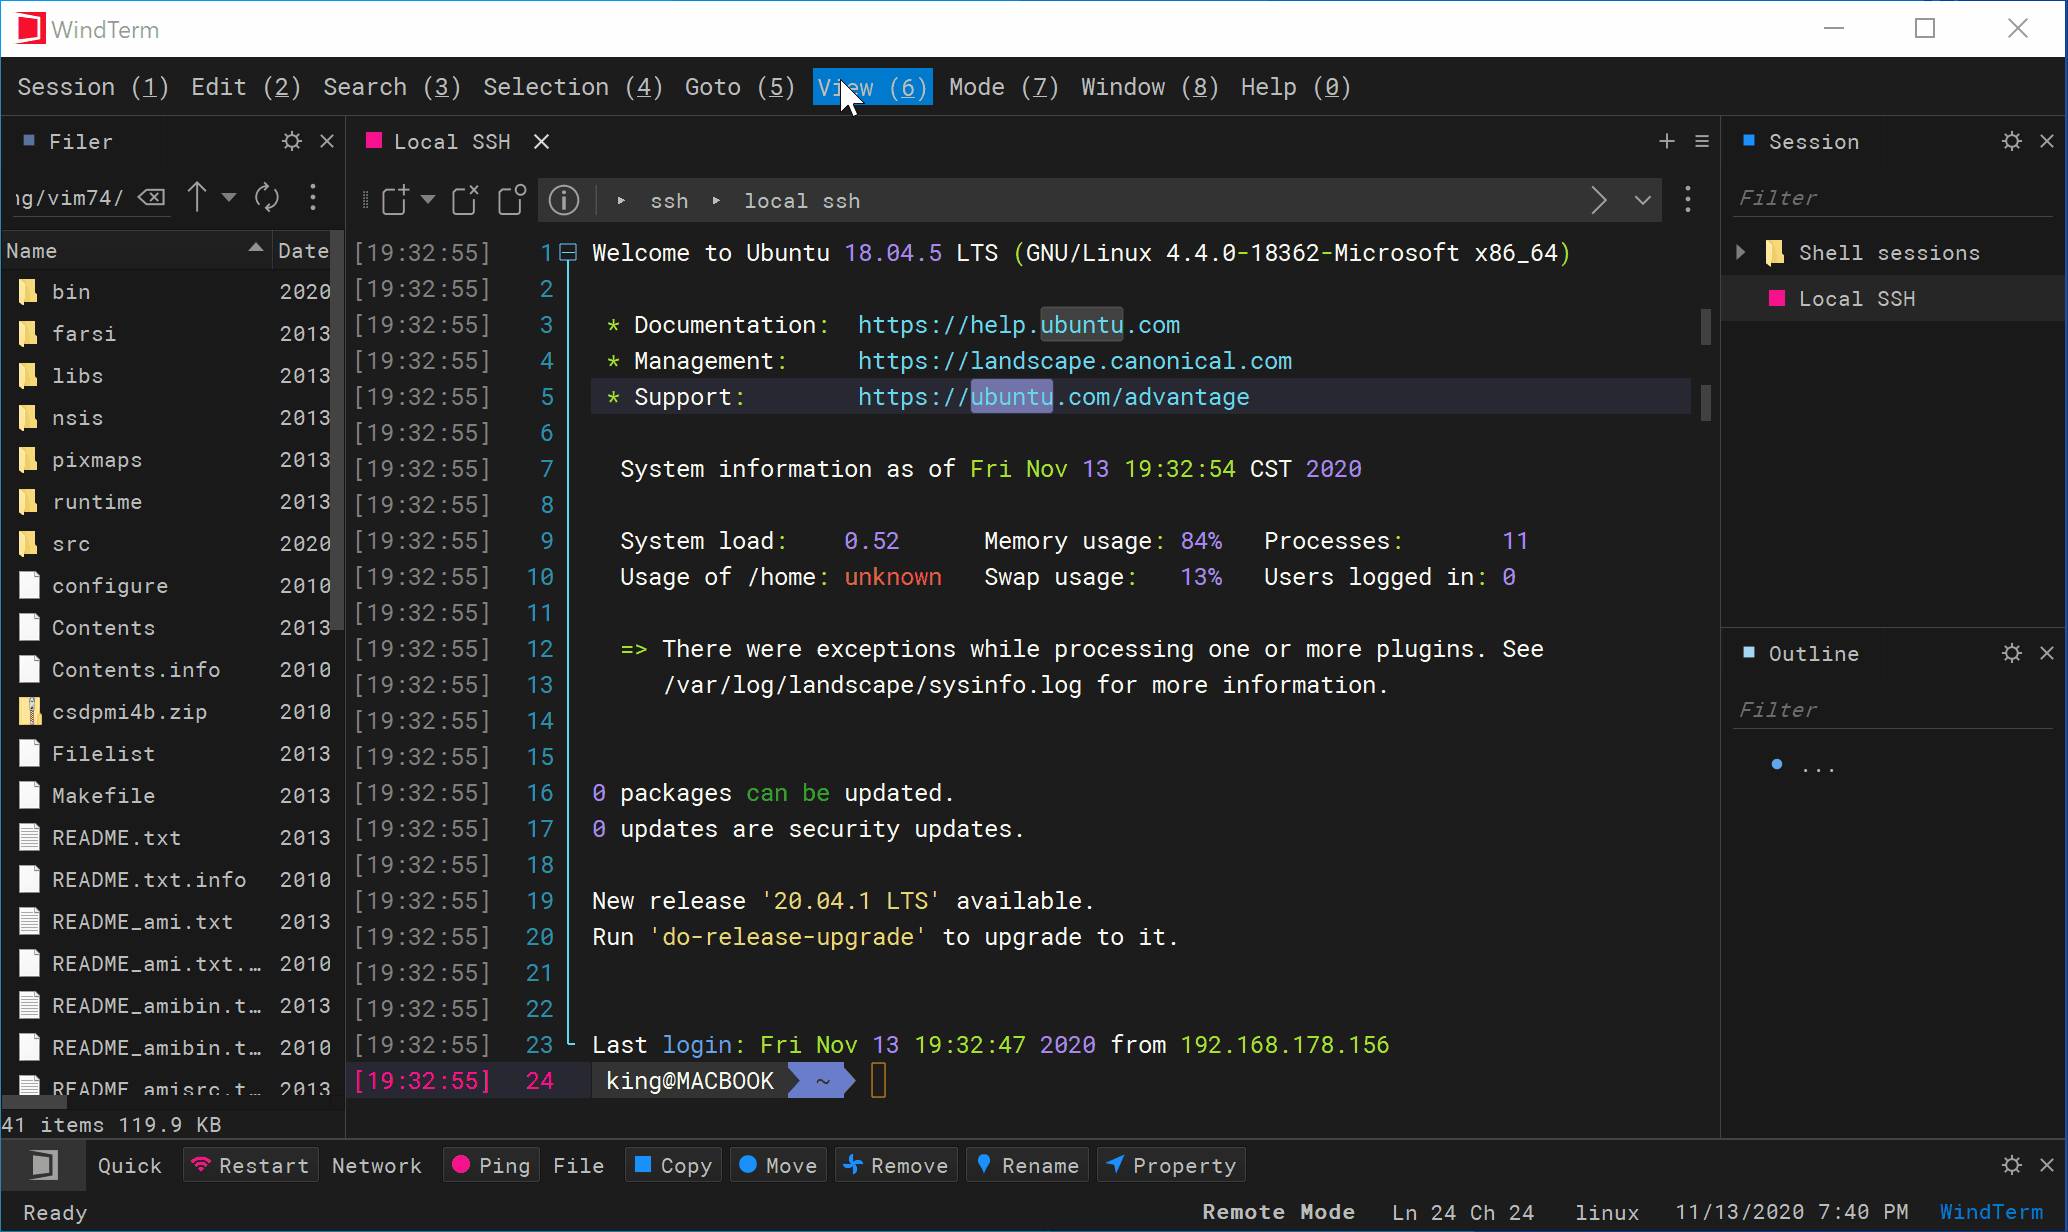 WindTerm
Session (1) Edit (2) Search (3) Selection (4) Goto (5) View (6) Mode (7) Window (8) Help (0)
Filer
ng/vim74/
Name Date
bin 2020
farsi 2013
libs 2013
nsis 2013
pixmaps 2013
runtime 2013
src 2020
configure 2010
Contents 2013
Contents.info 2010
csdpmi4b.zip 2010
Filelist 2013
Makefile 2013
README.txt 2013
README.txt.info 2010
README_ami.txt 2013
README_ami.txt.… 2010
README_amibin.t… 2013
README_amibin.t… 2010
README_amisrc.t… 2013
41 items 119.9 KB
Local SSH
ssh local ssh
[19:32:55] 1 Welcome to Ubuntu 18.04.5 LTS (GNU/Linux 4.4.0-18362-Microsoft x86_64)
[19:32:55] 2
[19:32:55] 3 * Documentation: https://help.ubuntu.com
[19:32:55] 4 * Management: https://landscape.canonical.com
[19:32:55] 5 * Support: https://ubuntu.com/advantage
[19:32:55] 6
[19:32:55] 7 System information as of Fri Nov 13 19:32:54 CST 2020
[19:32:55] 8
[19:32:55] 9 System load: 0.52 Memory usage: 84% Processes: 11
[19:32:55] 10 Usage of /home: unknown Swap usage: 13% Users logged in: 0
[19:32:55] 11
[19:32:55] 12 => There were exceptions while processing one or more plugins. See
[19:32:55] 13 /var/log/landscape/sysinfo.log for more information.
[19:32:55] 14
[19:32:55] 15
[19:32:55] 16 0 packages can be updated.
[19:32:55] 17 0 updates are security updates.
[19:32:55] 18
[19:32:55] 19 New release '20.04.1 LTS' available.
[19:32:55] 20 Run 'do-release-upgrade' to upgrade to it.
[19:32:55] 21
[19:32:55] 22
[19:32:55] 23 Last login: Fri Nov 13 19:32:47 2020 from 192.168.178.156
[19:32:55] 24 king@MACBOOK ~
Session
Filter
Shell sessions
Local SSH
Outline
Filter
...
Quick Restart Network Ping File Copy Move Remove Rename Property
Ready Remote Mode Ln 24 Ch 24 linux 11/13/2020 7:40 PM WindTerm